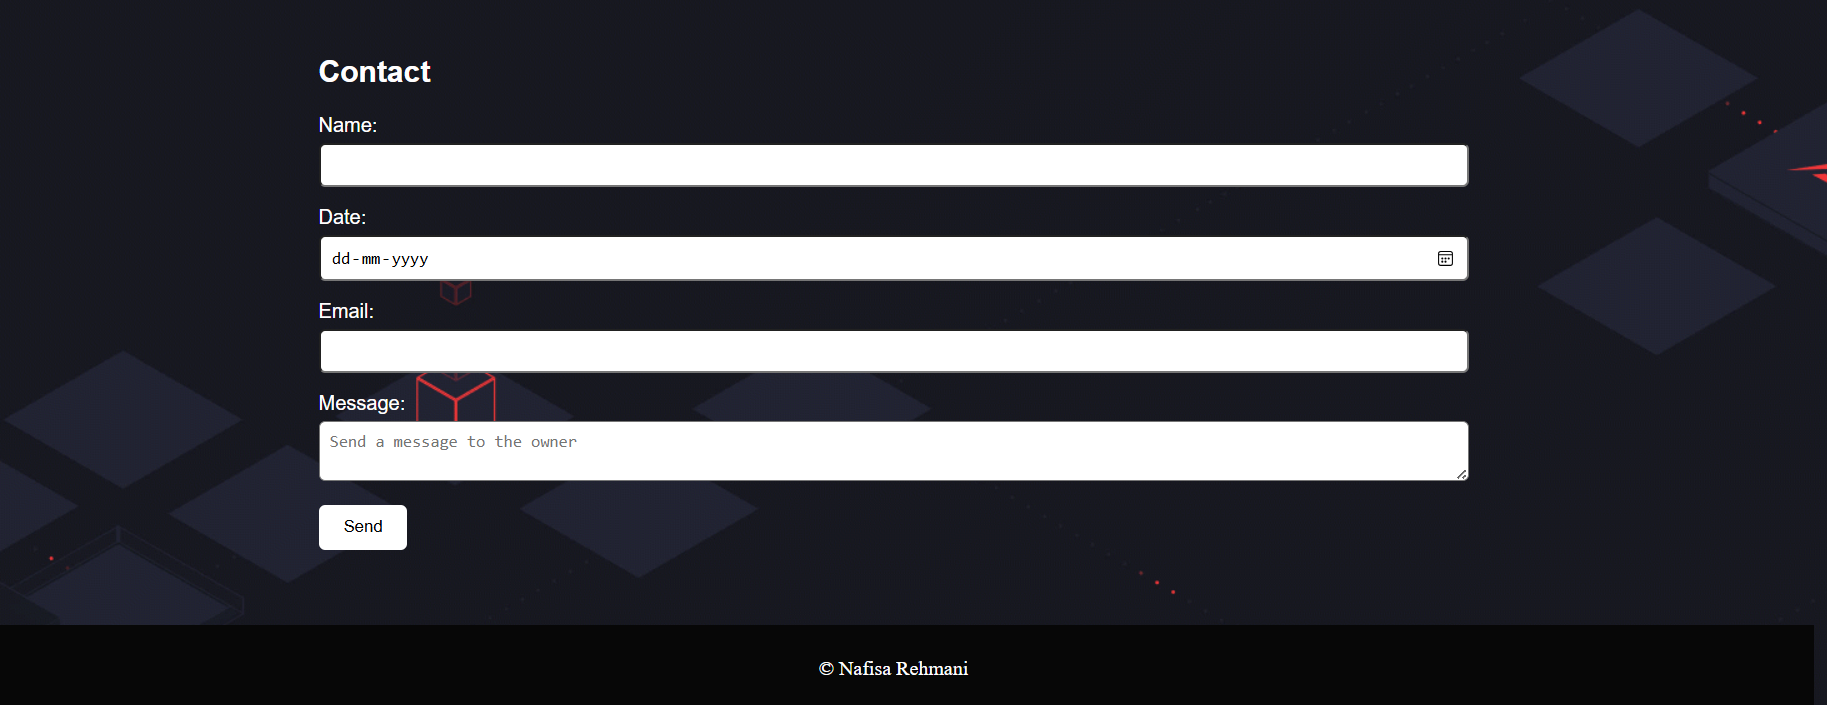 Contact
Name:
Date:
dd-mm-yyyy
Email:
Message:
Send a message to the owner
Send
© Nafisa Rehmani